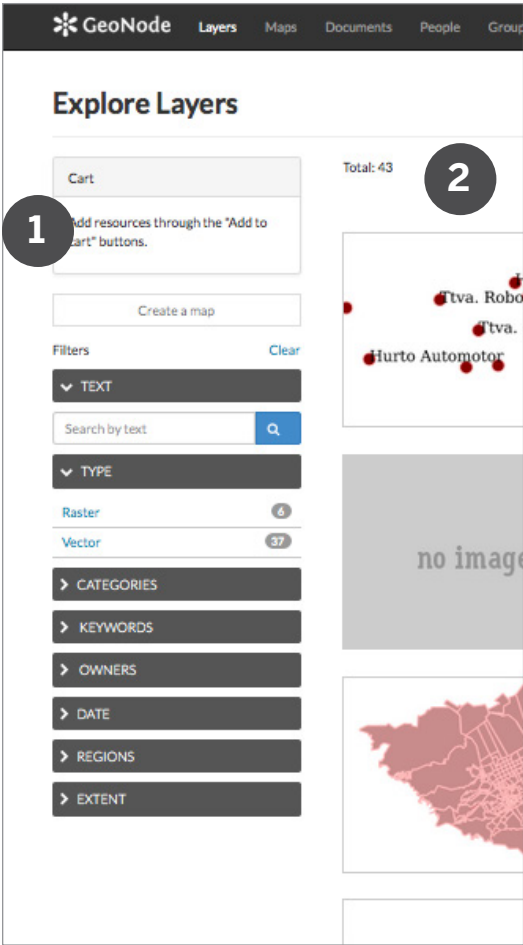 GeoNode Layers Maps Documents People Group
Explore Layers
Cart
Add resources through the "Add to
cart" buttons.
1
Create a map
Filters Clear
TEXT
Search by text
TYPE
Raster 6
Vector 37
CATEGORIES
KEYWORDS
OWNERS
DATE
REGIONS
EXTENT
Total: 43
2
Ttva. Robo
Ttva.
Hurto Automotor
no image